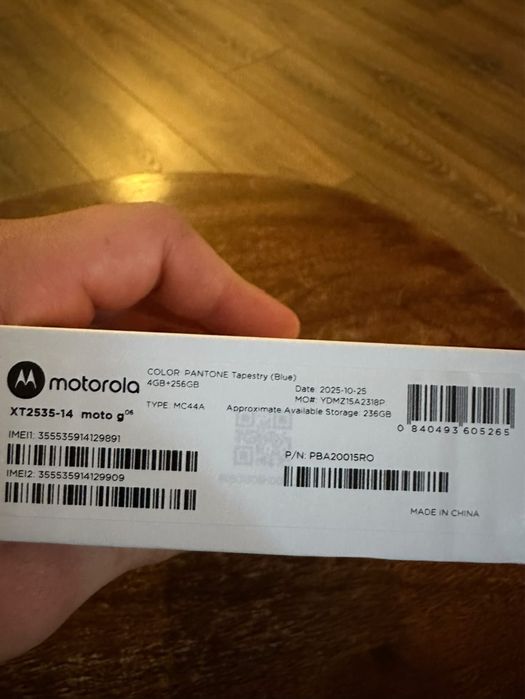 motorola
COLOR PANTONE Tapestry (Blue)
4GB+256GB
Date: 2025-10-25
MO#: YDMZ15A2318P
XT2535-14 moto g06
TYPE: MC44A
Approximate Available Storage: 236GB
0 840493 605265
IMEI1: 355535914129891
P/N: PBA20015RO
IMEI2: 355535914129909
MADE IN CHINA